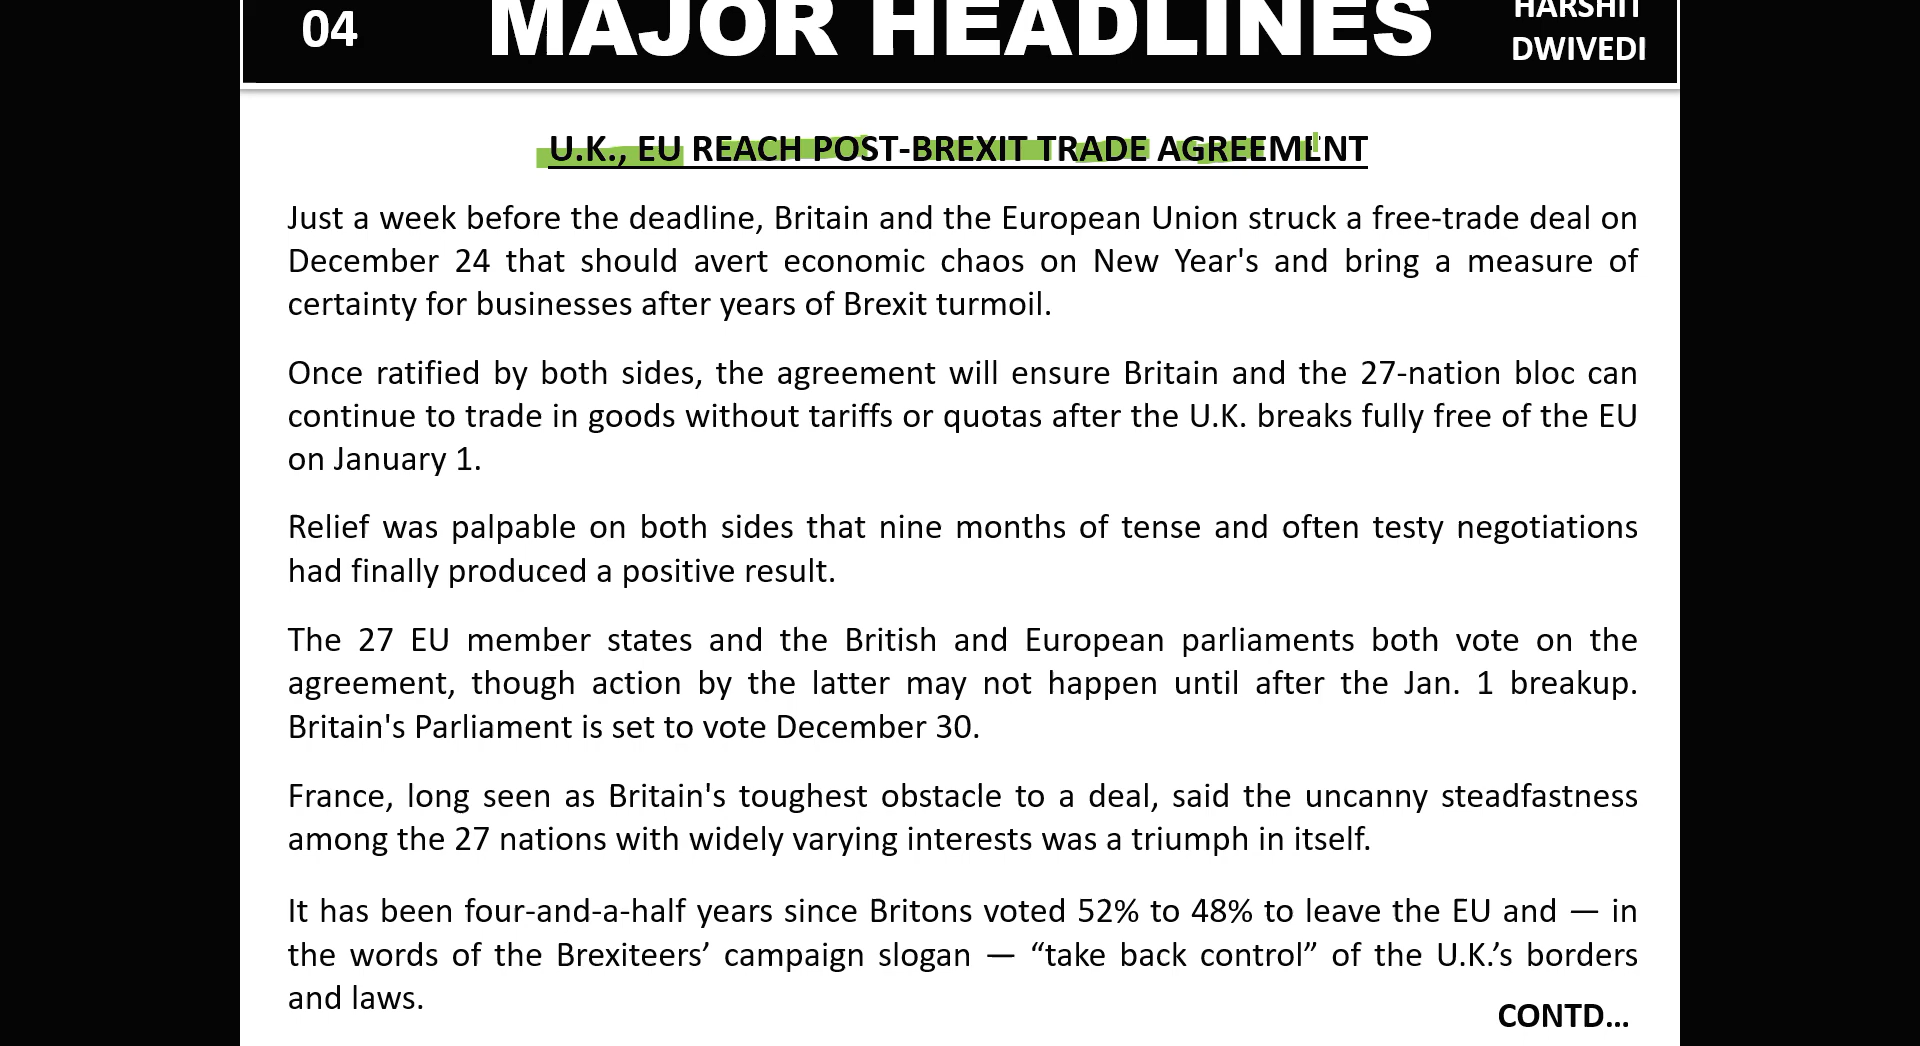 04
MAJOR HEADLINES
HARSHIT
DWIVEDI
U.K., EU REACH POST-BREXIT TRADE AGREEMENT
Just a week before the deadline, Britain and the European Union struck a free-trade deal on
December 24 that should avert economic chaos on New Year's and bring a measure of
certainty for businesses after years of Brexit turmoil.
Once ratified by both sides, the agreement will ensure Britain and the 27-nation bloc can
continue to trade in goods without tariffs or quotas after the U.K. breaks fully free of the EU
on January 1.
Relief was palpable on both sides that nine months of tense and often testy negotiations
had finally produced a positive result.
The 27 EU member states and the British and European parliaments both vote on the
agreement, though action by the latter may not happen until after the Jan. 1 breakup.
Britain's Parliament is set to vote December 30.
France, long seen as Britain's toughest obstacle to a deal, said the uncanny steadfastness
among the 27 nations with widely varying interests was a triumph in itself.
It has been four-and-a-half years since Britons voted 52% to 48% to leave the EU and — in
the words of the Brexiteers’ campaign slogan — “take back control” of the U.K.’s borders
and laws.
CONTD...